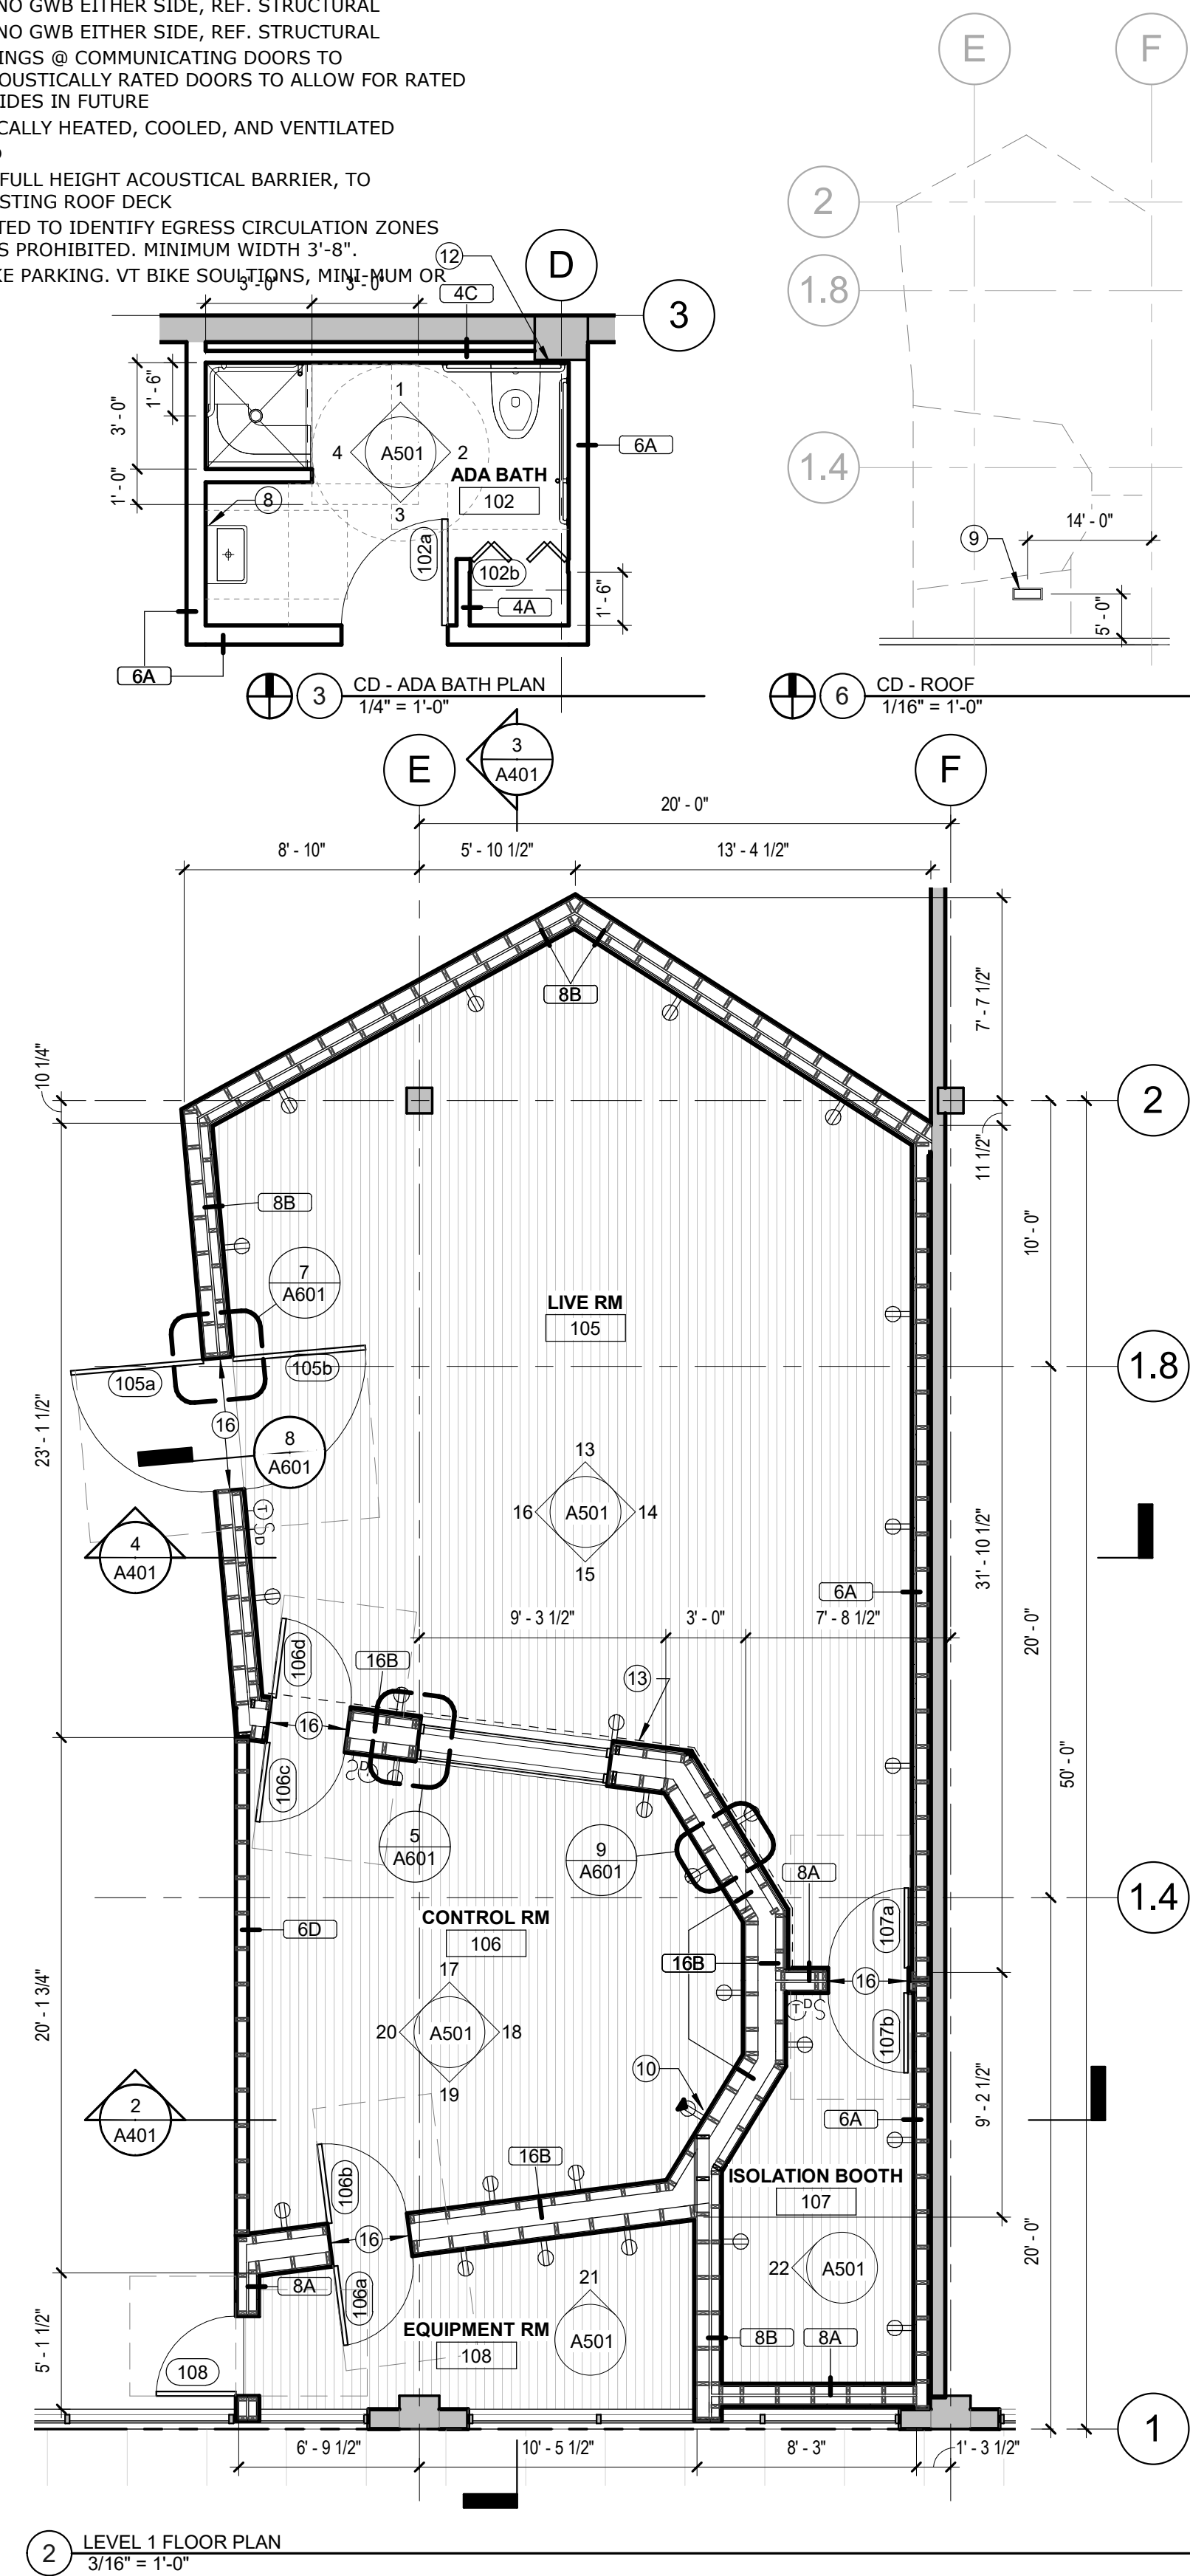 NO GWB EITHER SIDE, REF. STRUCTURAL
NO GWB EITHER SIDE, REF. STRUCTURAL
INGS @ COMMUNICATING DOORS TO
OUSTICALLY RATED DOORS TO ALLOW FOR RATED
IDES IN FUTURE
CALLY HEATED, COOLED, AND VENTILATED
FULL HEIGHT ACOUSTICAL BARRIER, TO
STING ROOF DECK
TED TO IDENTIFY EGRESS CIRCULATION ZONES
S PROHIBITED. MINIMUM WIDTH 3'-8".
KE PARKING. VT BIKE SOULTIONS, MINI-MUM OR
3' - 0"
3' - 0"
4C
12
D
3
3' - 0"
1' - 6"
1' - 0"
1
4
A501
2
3
ADA BATH
102
6A
8
102a
102b
4A
1' - 6"
6A
3
CD - ADA BATH PLAN
1/4" = 1'-0"
E
F
2
1.8
1.4
14' - 0"
9
5' - 0"
6
CD - ROOF
1/16" = 1'-0"
E
3
A401
F
20' - 0"
8' - 10"
5' - 10 1/2"
13' - 4 1/2"
8B
7' - 7 1/2"
10 1/4"
2
11 1/2"
8B
10' - 0"
7
A601
LIVE RM
105
105a
105b
1.8
16
8
A601
23' - 1 1/2"
13
16
A501
14
15
T
D
4
A401
31' - 10 1/2"
6A
9' - 3 1/2"
3' - 0"
7' - 8 1/2"
20' - 0"
106d
16B
13
16
D
106c
50' - 0"
5
A601
9
A601
8A
1.4
107a
CONTROL RM
106
6D
16B
16
17
20
A501
18
19
T
D
107b
20' - 1 3/4"
10
2
A401
9' - 2 1/2"
6A
16B
106b
ISOLATION BOOTH
107
16
22
A501
20' - 0"
8A
106a
21
EQUIPMENT RM
108
A501
8B
8A
5' - 1 1/2"
108
1
6' - 9 1/2"
10' - 5 1/2"
8' - 3"
1' - 3 1/2"
2
LEVEL 1 FLOOR PLAN
3/16" = 1'-0"